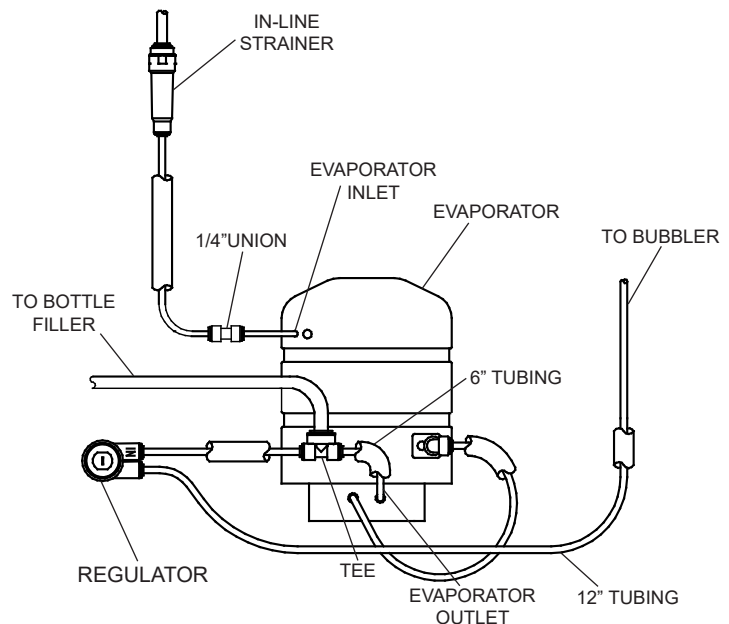 IN-LINE
STRAINER
EVAPORATOR
INLET
EVAPORATOR
1/4"UNION
TO BUBBLER
TO BOTTLE
FILLER
6" TUBING
IN
REGULATOR
TEE
EVAPORATOR
OUTLET
12" TUBING